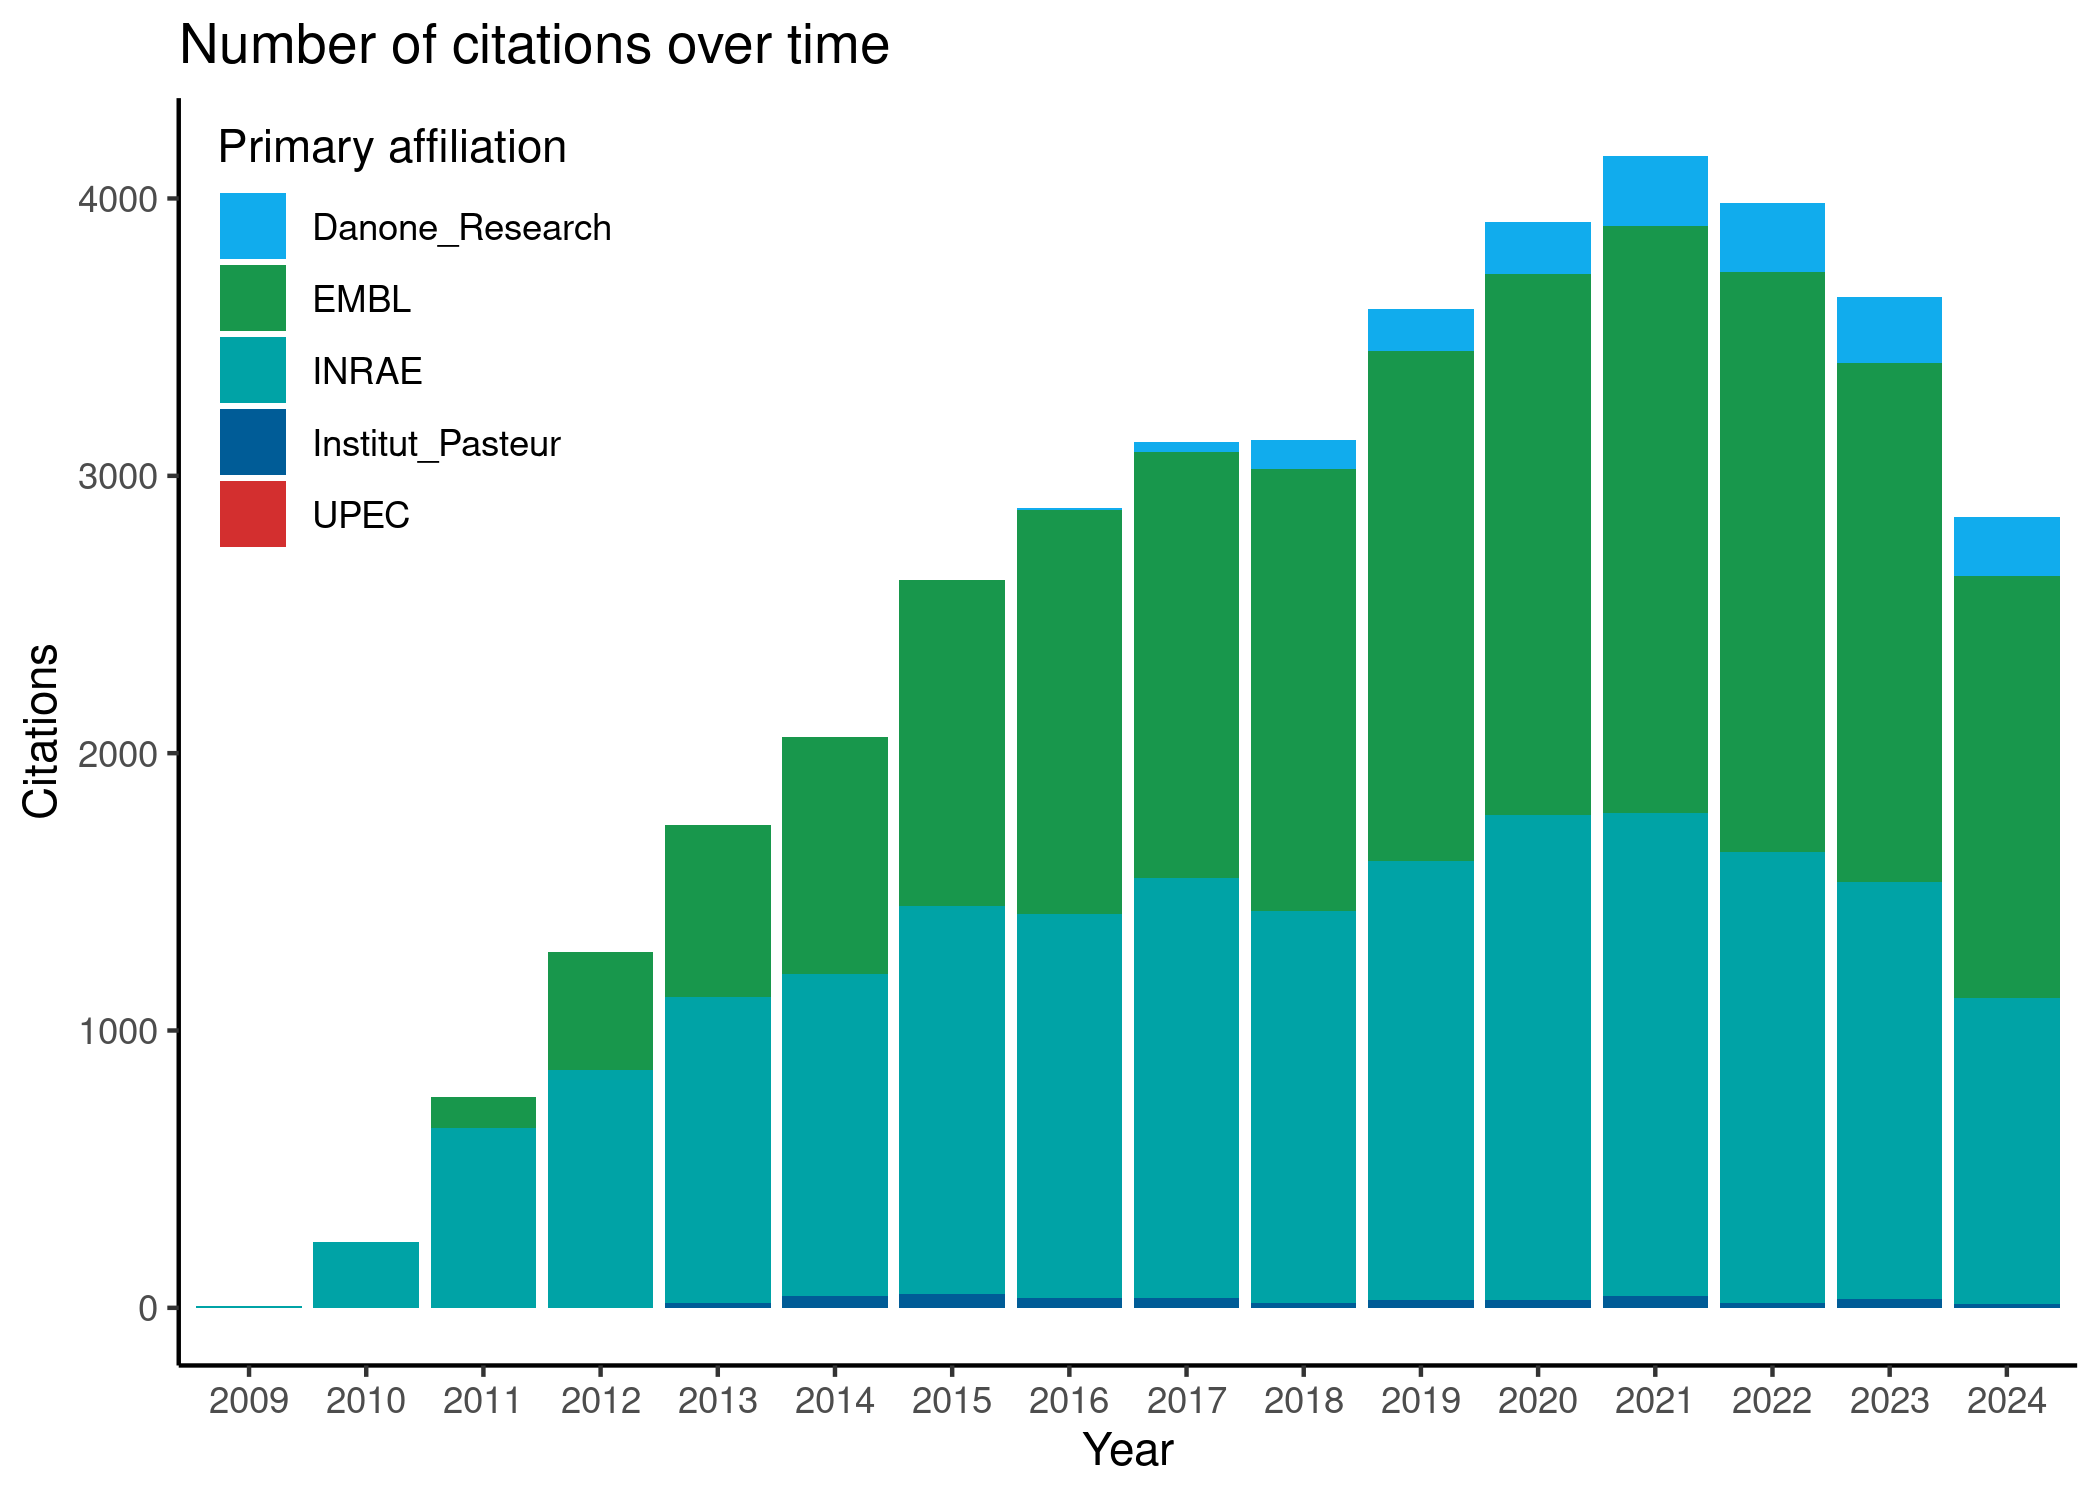 Number of citations over time
Primary affiliation
Danone_Research
EMBL
INRAE
Institut_Pasteur
UPEC
4000
3000
2000
1000
0
Citations
2009 2010 2011 2012 2013 2014 2015 2016 2017 2018 2019 2020 2021 2022 2023 2024
Year